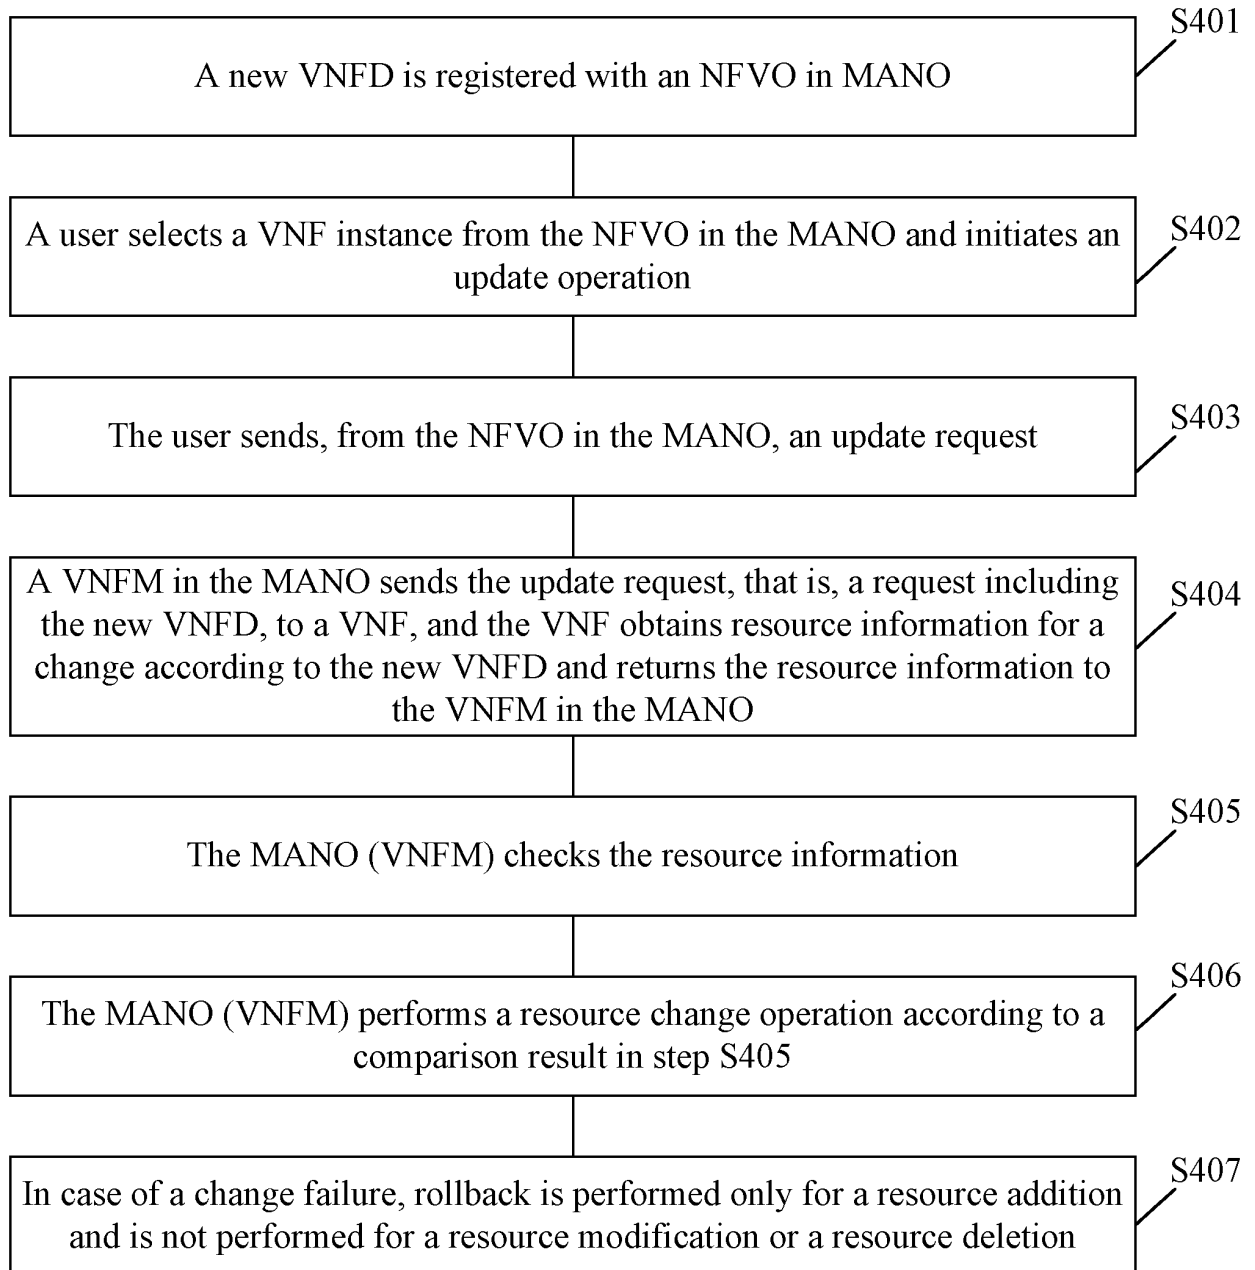 S401
A new VNFD is registered with an NFVO in MANO
S402
A user selects a VNF instance from the NFVO in the MANO and initiates an
update operation
S403
The user sends, from the NFVO in the MANO, an update request
S404
A VNFM in the MANO sends the update request, that is, a request including
the new VNFD, to a VNF, and the VNF obtains resource information for a
change according to the new VNFD and returns the resource information to
the VNFM in the MANO
S405
The MANO (VNFM) checks the resource information
S406
The MANO (VNFM) performs a resource change operation according to a
comparison result in step S405
S407
In case of a change failure, rollback is performed only for a resource addition
and is not performed for a resource modification or a resource deletion